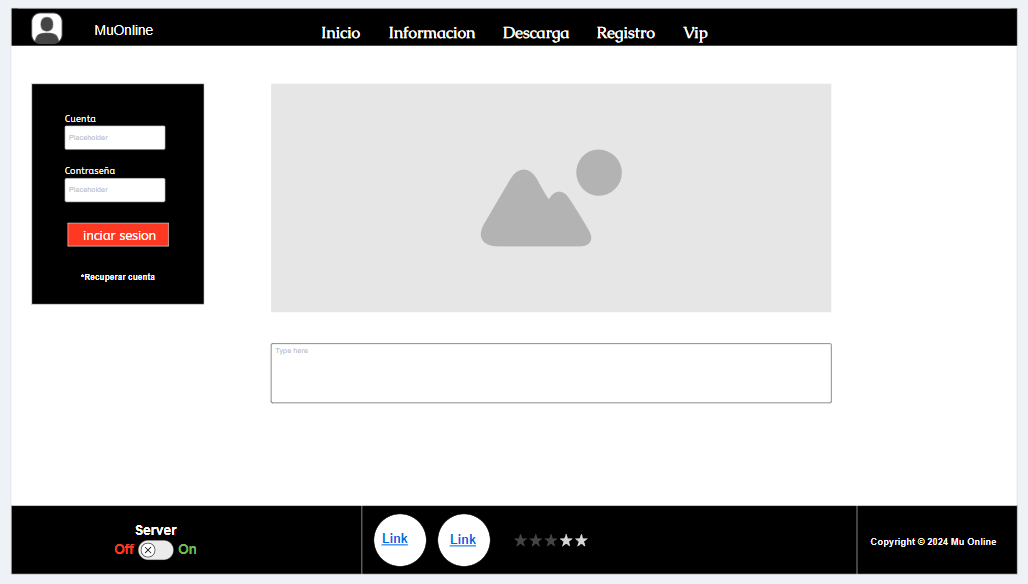 MuOnline
Inicio Informacion Descarga Registro Vip
Cuenta
Placeholder
Contraseña
Placeholder
inciar sesion
*Recuperar cuenta
Type here
Server
Off On
Link Link
Copyright © 2024 Mu Online